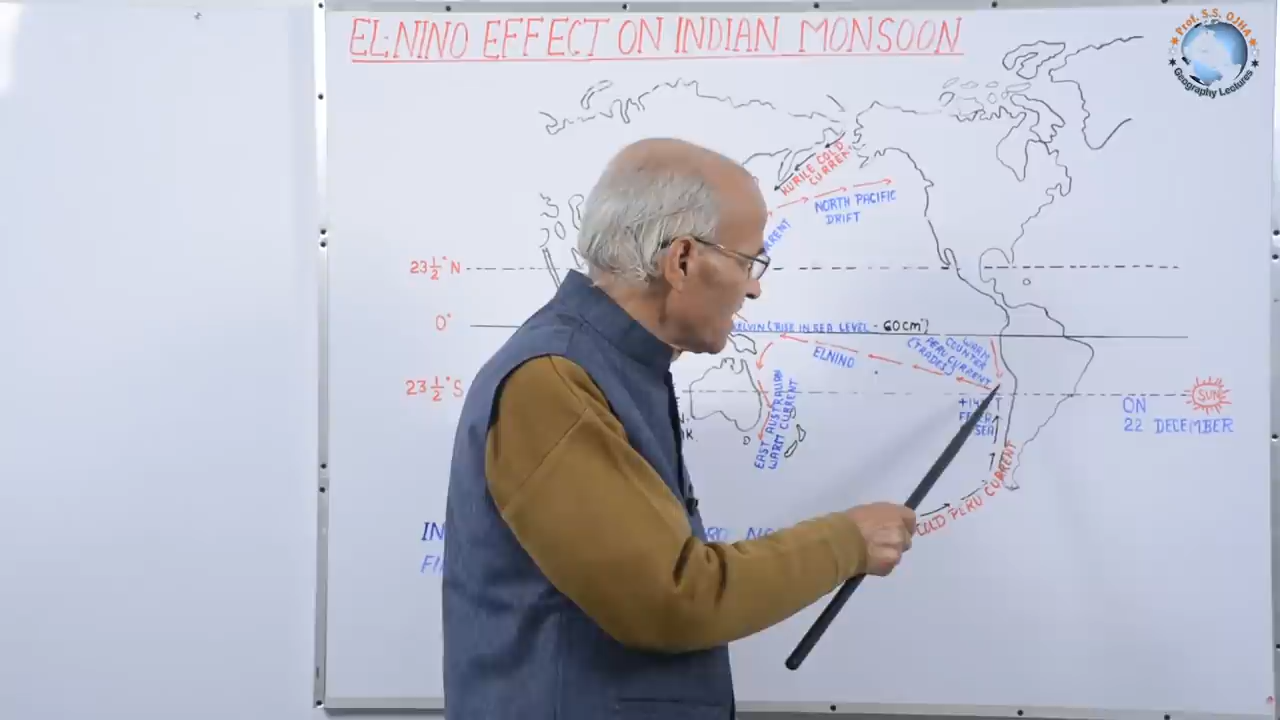 EL-NINO EFFECT ON INDIAN MONSOON
Prof. S.S. OJHA
Geography Lectures
KURILE COLD
CURRENT
NORTH PACIFIC
DRIFT
23½° N
0°
KELVIN (RISE IN SEA LEVEL - 60cm)
ELNINO
WARM
COUNTER
PERU CURRENT
(TRADES)
23½° S
SUN
ON
22 DECEMBER
EAST AUSTRALIAN
WARM CURRENT
SEA
COLD PERU CURRENT
IN